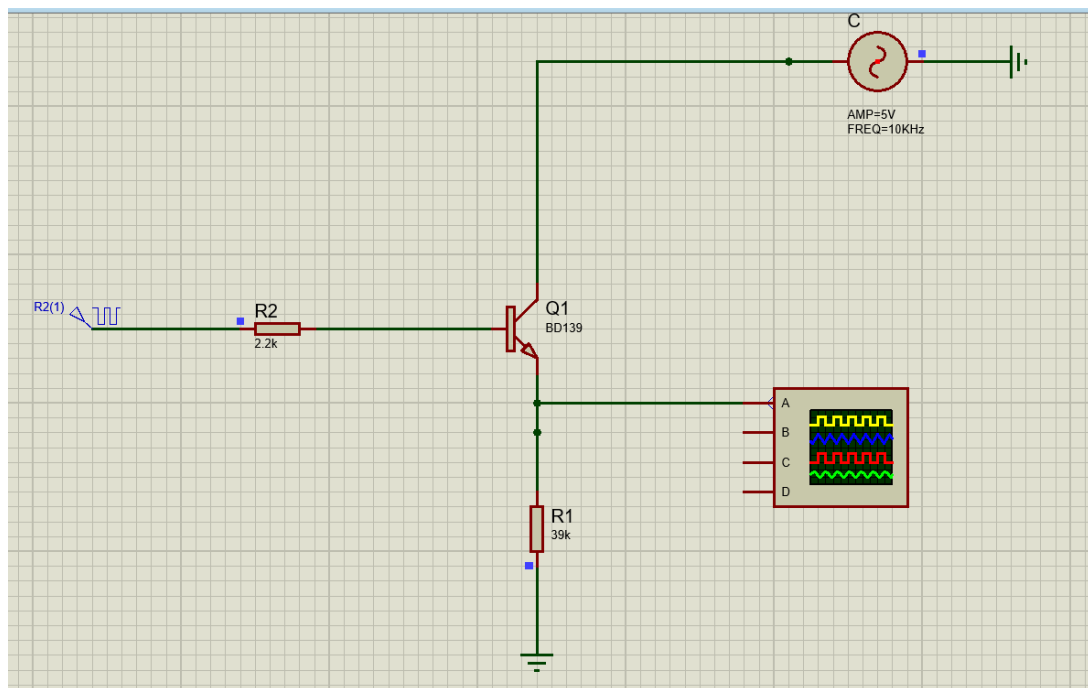 C
AMP=5V
FREQ=10KHz
R2(1)
R2
2.2k
Q1
BD139
A
B
C
D
R1
39k